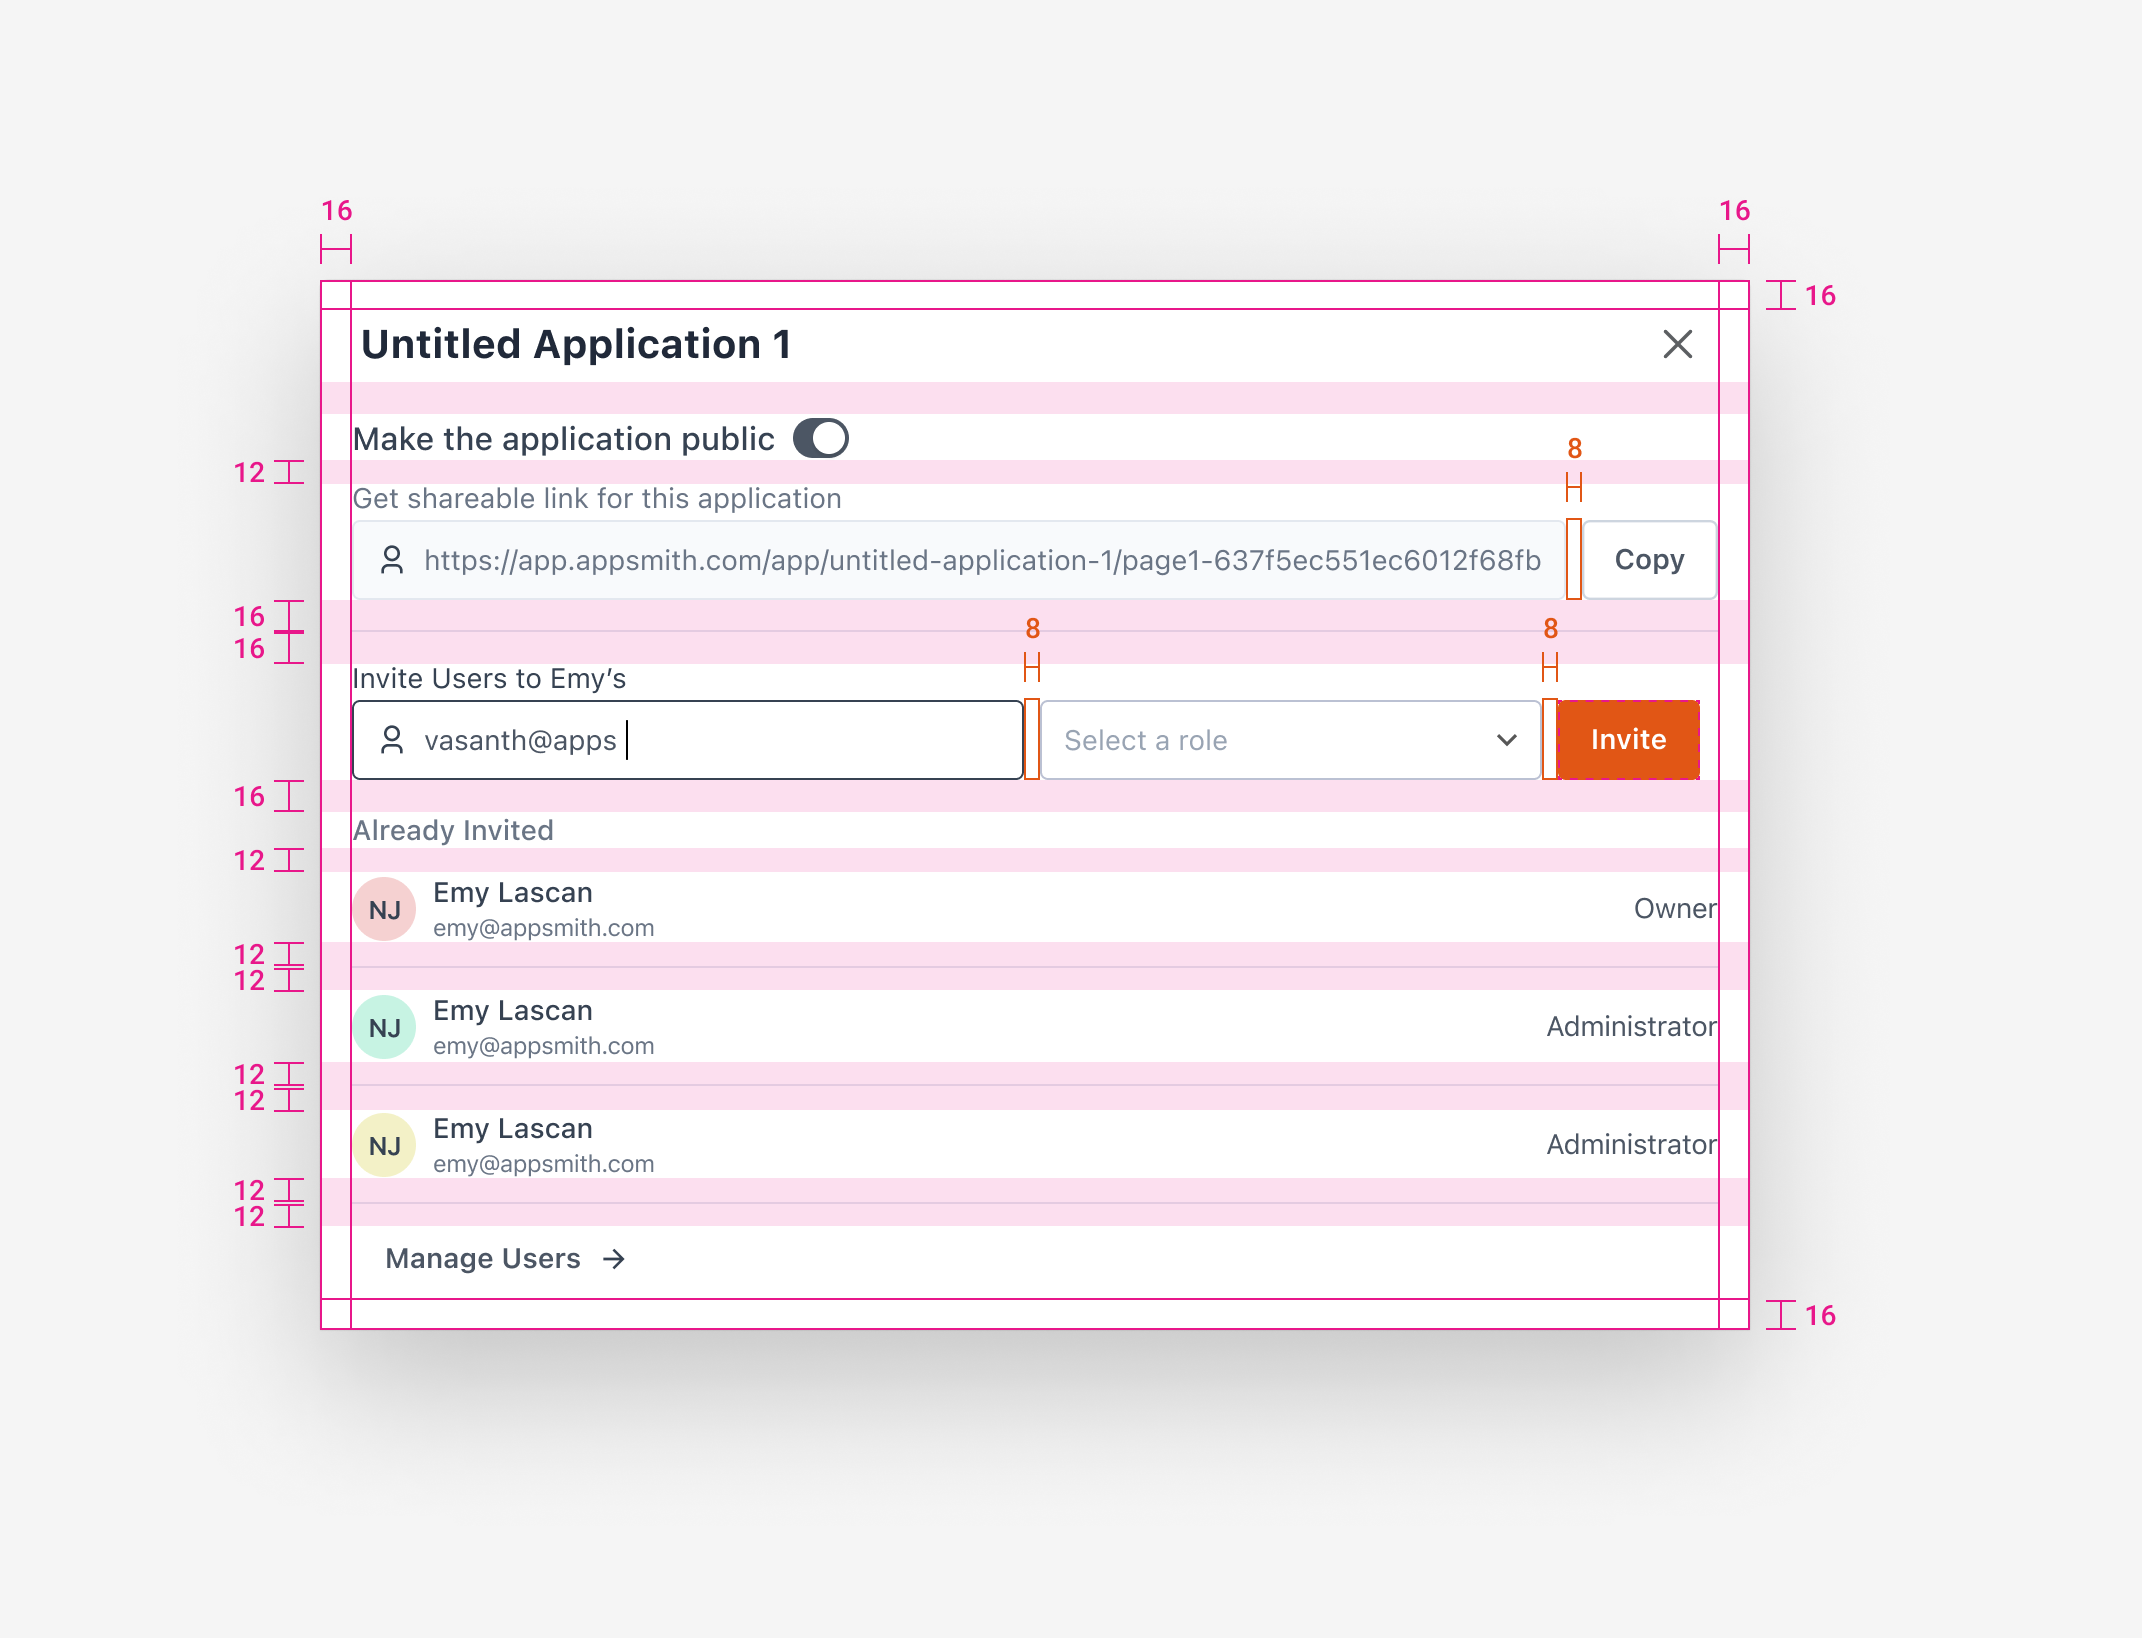 16
16
16
Untitled Application 1
Make the application public
8
12
Get shareable link for this application
https://app.appsmith.com/app/untitled-application-1/page1-637f5ec551ec6012f68fb
Copy
16
8
8
16
Invite Users to Emy’s
vasanth@apps
Select a role
Invite
16
Already Invited
12
NJ
Emy Lascan
emy@appsmith.com
Owner
12
12
NJ
Emy Lascan
emy@appsmith.com
Administrator
12
12
NJ
Emy Lascan
emy@appsmith.com
Administrator
12
12
Manage Users
16